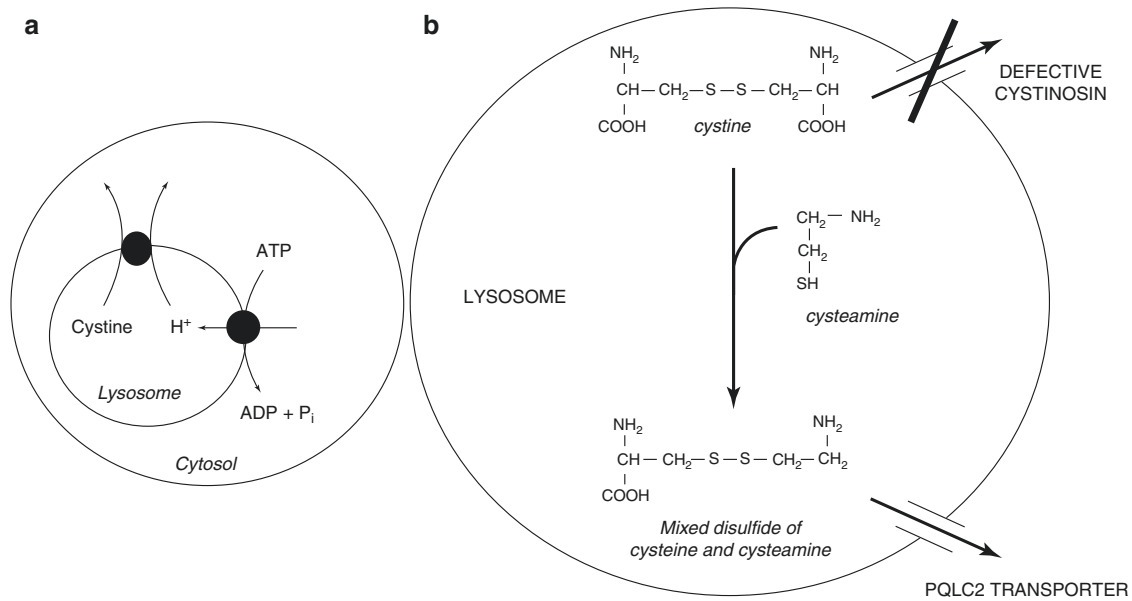 a
ATP
Cystine
H⁺
Lysosome
ADP + Pᵢ
Cytosol
b
NH₂
NH₂
CH—CH₂—S—S—CH₂—CH
COOH
cystine
COOH
DEFECTIVE
CYSTINOSIN
CH₂— NH₂
CH₂
SH
cysteamine
LYSOSOME
NH₂
NH₂
CH—CH₂—S—S—CH₂—CH₂
COOH
Mixed disulfide of
cysteine and cysteamine
PQLC2 TRANSPORTER